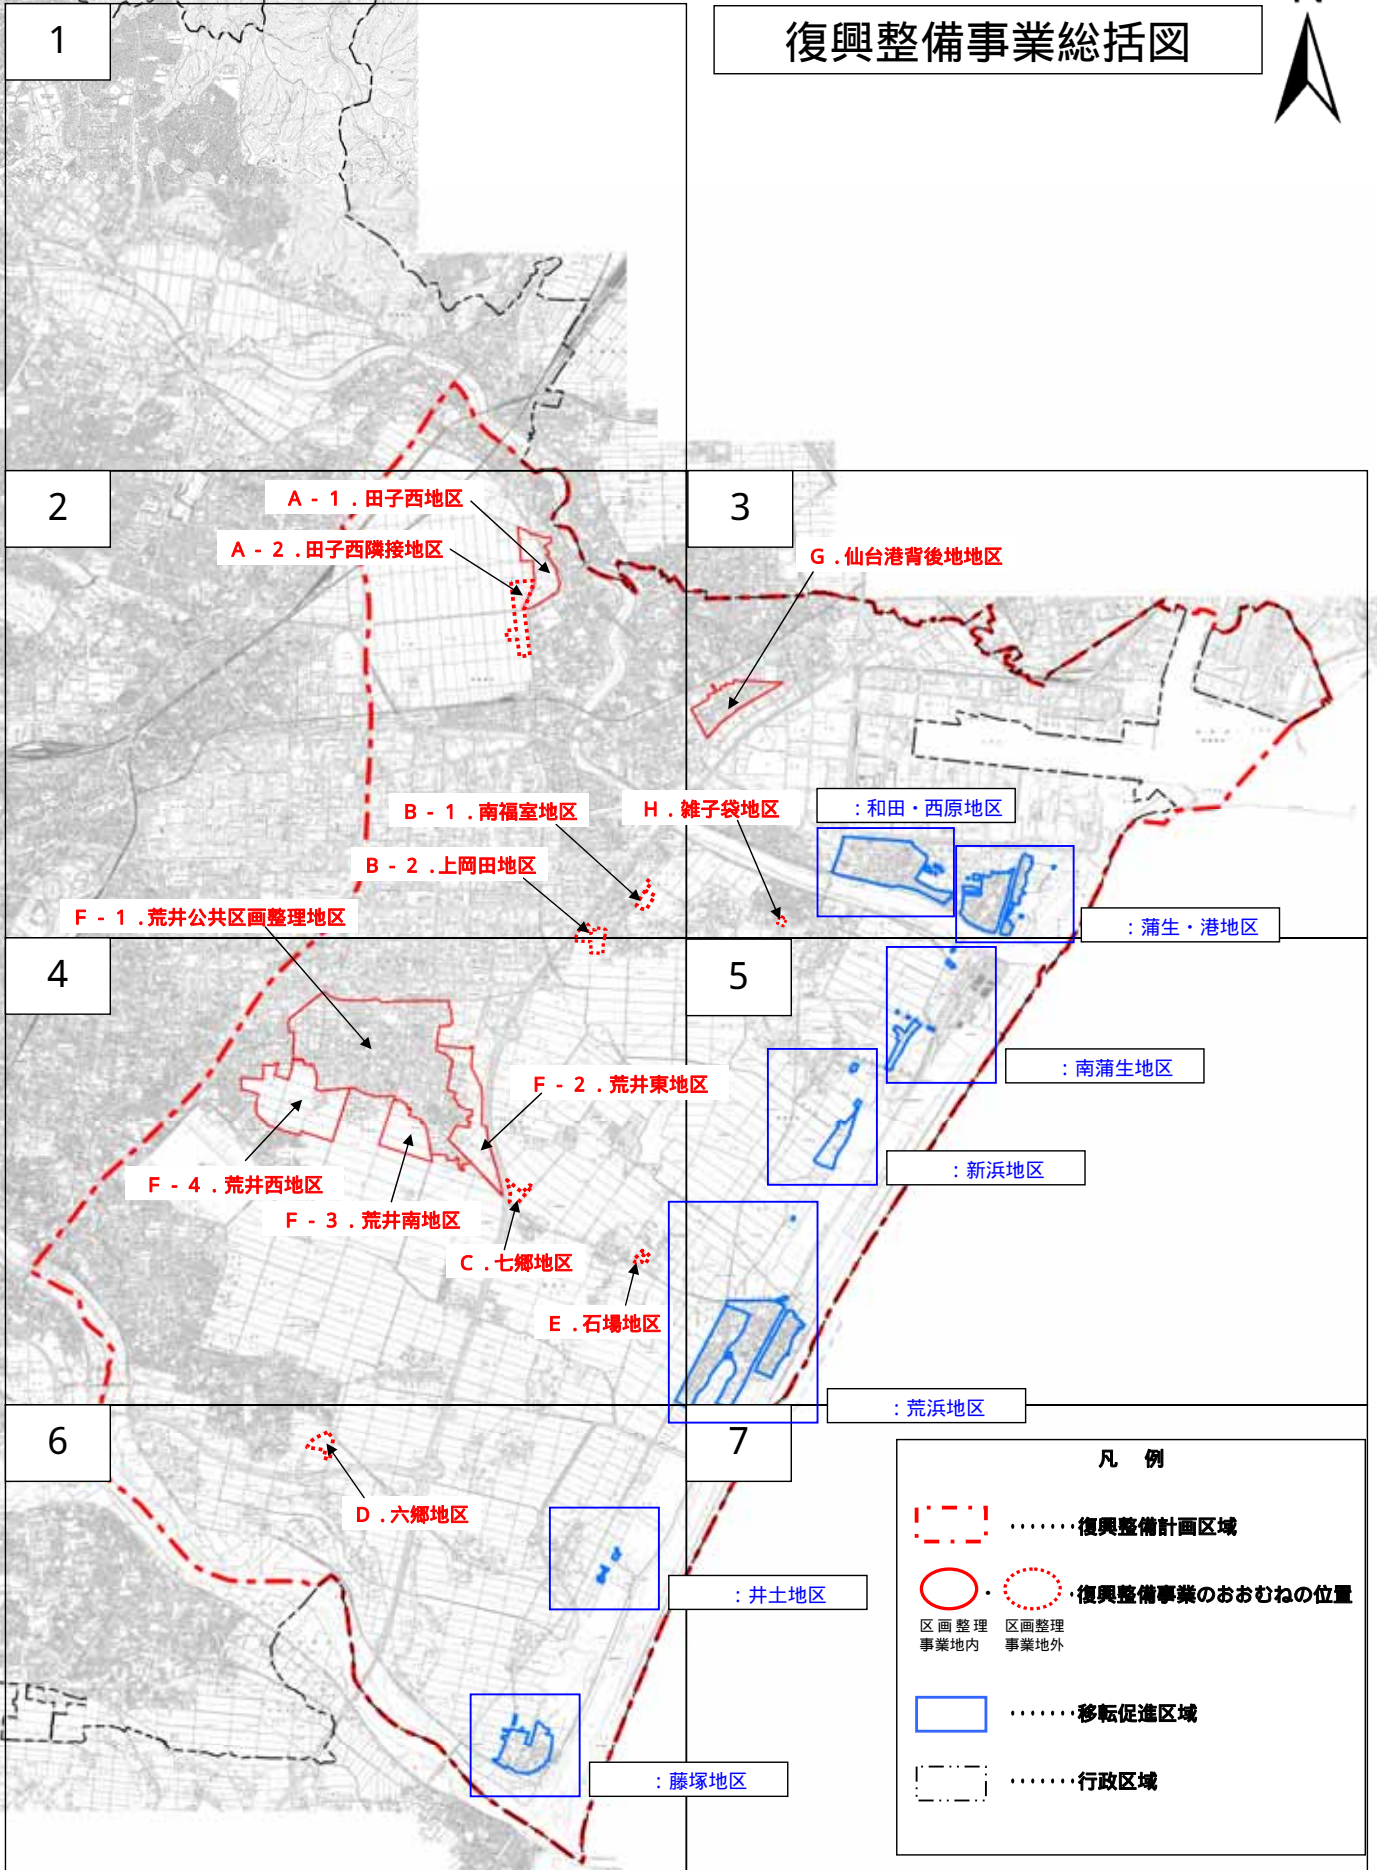 1
復興整備事業総括図
2
A-1.田子西地区
A-2.田子西隣接地区
3
G.仙台港背後地地区
B-1.南福室地区
H.雑子袋地区
:和田・西原地区
B-2.上岡田地区
F-1.荒井公共区画整理地区
:蒲生・港地区
4
5
:南蒲生地区
F-2.荒井東地区
:新浜地区
F-4.荒井西地区
F-3.荒井南地区
C.七郷地区
E.石場地区
:荒浜地区
6
7
D.六郷地区
:井土地区
:藤塚地区
凡 例
・・・・・・・復興整備計画区域
・ ・復興整備事業のおおむねの位置
区画整理 区画整理
事業地内 事業地外
・・・・・・・移転促進区域
・・・・・・・行政区域